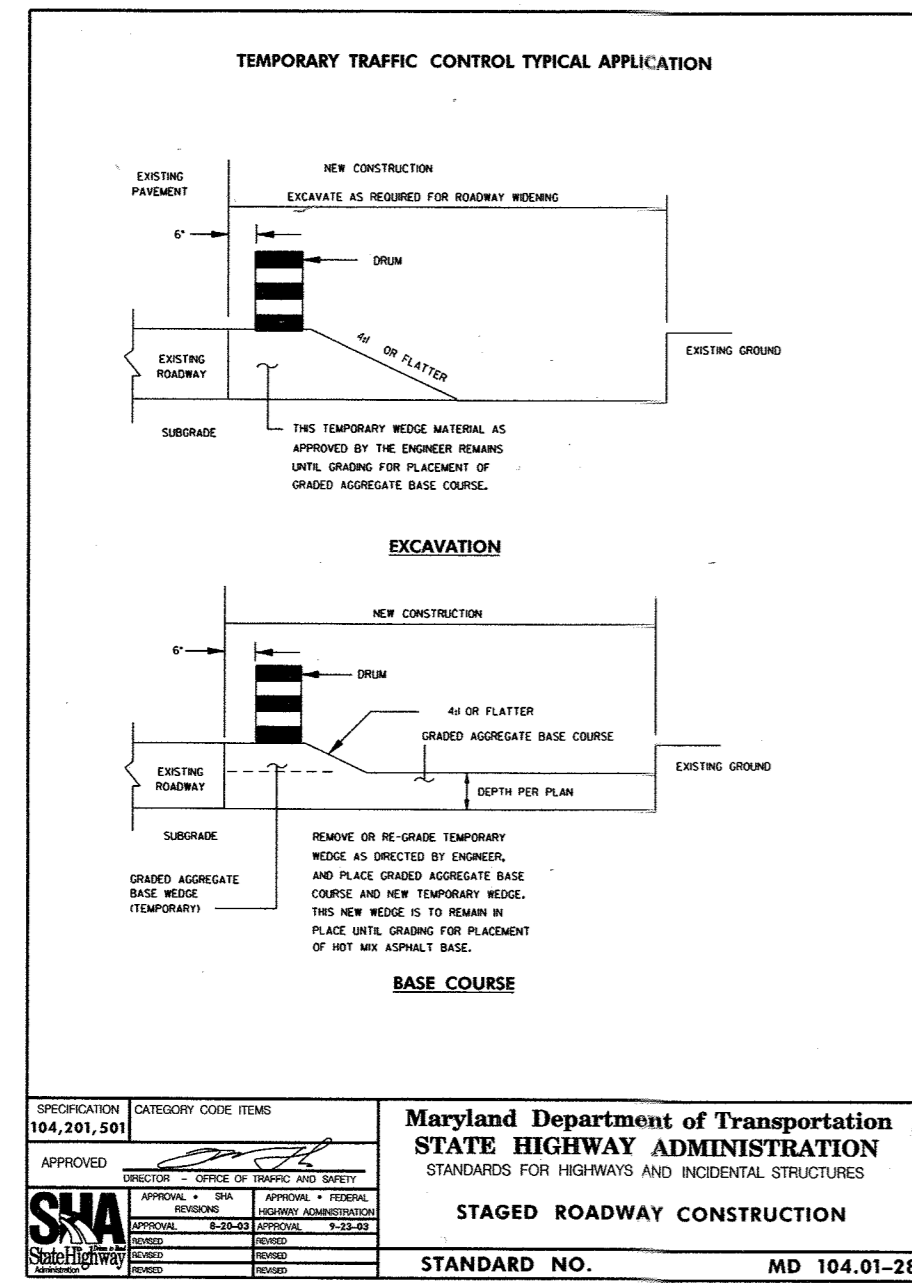 TEMPORARY TRAFFIC CONTROL TYPICAL APPLICATION
EXISTING
PAVEMENT
NEW CONSTRUCTION
EXCAVATE AS REQUIRED FOR ROADWAY WIDENING
6"
DRUM
4:1 OR FLATTER
EXISTING
ROADWAY
EXISTING GROUND
SUBGRADE
THIS TEMPORARY WEDGE MATERIAL AS
APPROVED BY THE ENGINEER REMAINS
UNTIL GRADING FOR PLACEMENT OF
GRADED AGGREGATE BASE COURSE.
EXCAVATION
NEW CONSTRUCTION
6"
DRUM
4:1 OR FLATTER
GRADED AGGREGATE BASE COURSE
EXISTING
ROADWAY
EXISTING GROUND
DEPTH PER PLAN
SUBGRADE
GRADED AGGREGATE
BASE WEDGE
(TEMPORARY)
REMOVE OR RE-GRADE TEMPORARY
WEDGE AS DIRECTED BY ENGINEER,
AND PLACE GRADED AGGREGATE BASE
COURSE AND NEW TEMPORARY WEDGE.
THIS NEW WEDGE IS TO REMAIN IN
PLACE UNTIL GRADING FOR PLACEMENT
OF HOT MIX ASPHALT BASE.
BASE COURSE
SPECIFICATION
104,201,501
CATEGORY CODE ITEMS
APPROVED
DIRECTOR - OFFICE OF TRAFFIC AND SAFETY
SHA
State Highway
Administration
APPROVAL • SHA
REVISIONS
APPROVAL • FEDERAL
HIGHWAY ADMINISTRATION
APPROVAL 8-20-03
APPROVAL 9-23-03
REVISED
REVISED
REVISED
REVISED
REVISED
REVISED
Maryland Department of Transportation
STATE HIGHWAY ADMINISTRATION
STANDARDS FOR HIGHWAYS AND INCIDENTAL STRUCTURES
STAGED ROADWAY CONSTRUCTION
STANDARD NO. MD 104.01-28